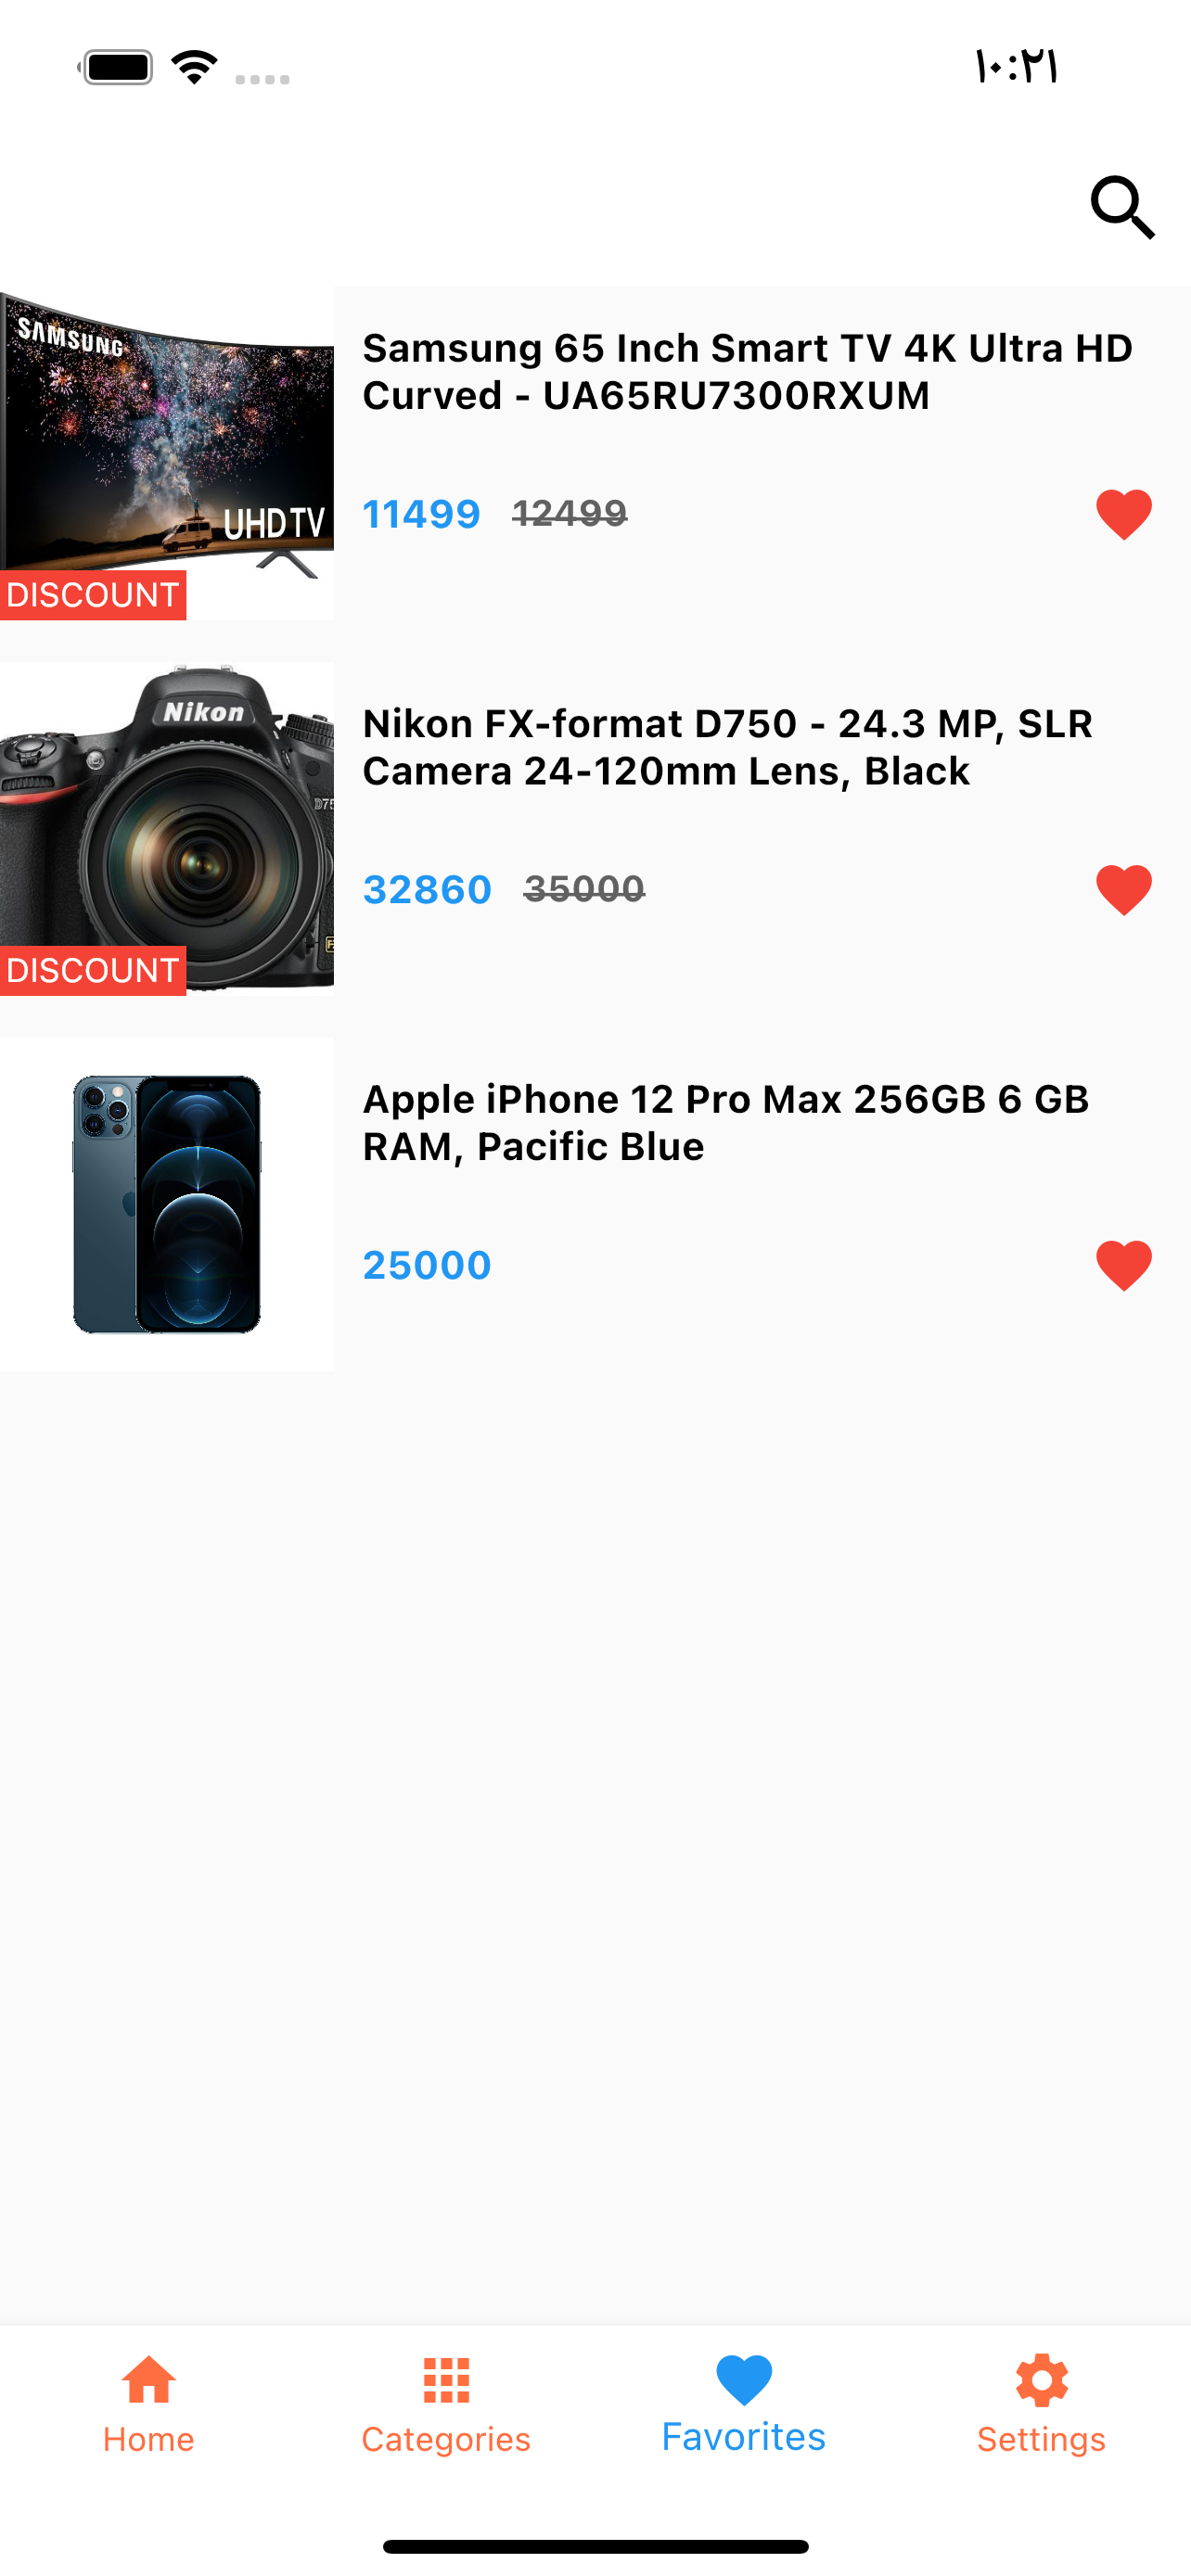 ١٠:٢١
SAMSUNG
UHD TV
DISCOUNT
Samsung 65 Inch Smart TV 4K Ultra HD
Curved - UA65RU7300RXUM
11499 12499
Nikon
D75
DISCOUNT
Nikon FX-format D750 - 24.3 MP, SLR
Camera 24-120mm Lens, Black
32860 35000
Apple iPhone 12 Pro Max 256GB 6 GB
RAM, Pacific Blue
25000
Home
Categories
Favorites
Settings